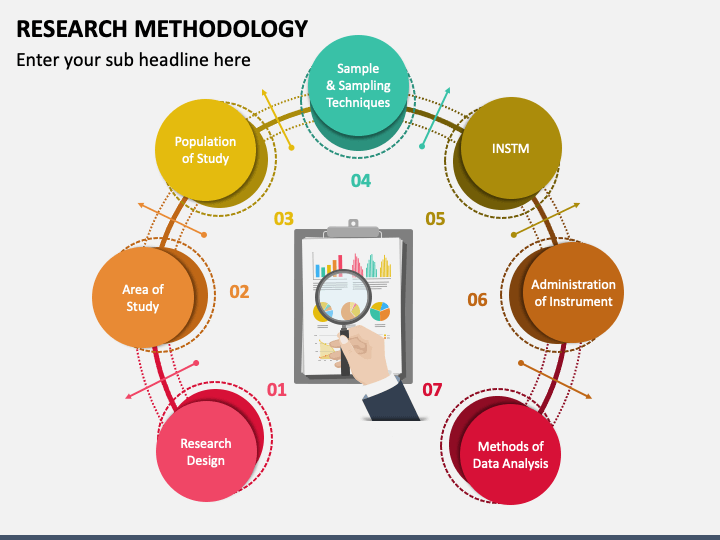 RESEARCH METHODOLOGY
Enter your sub headline here
Sample
& Sampling
Techniques
Population
of Study
INSTM
04
03
05
Area of
Study
02
06
Administration
of Instrument
01
07
Research
Design
Methods of
Data Analysis